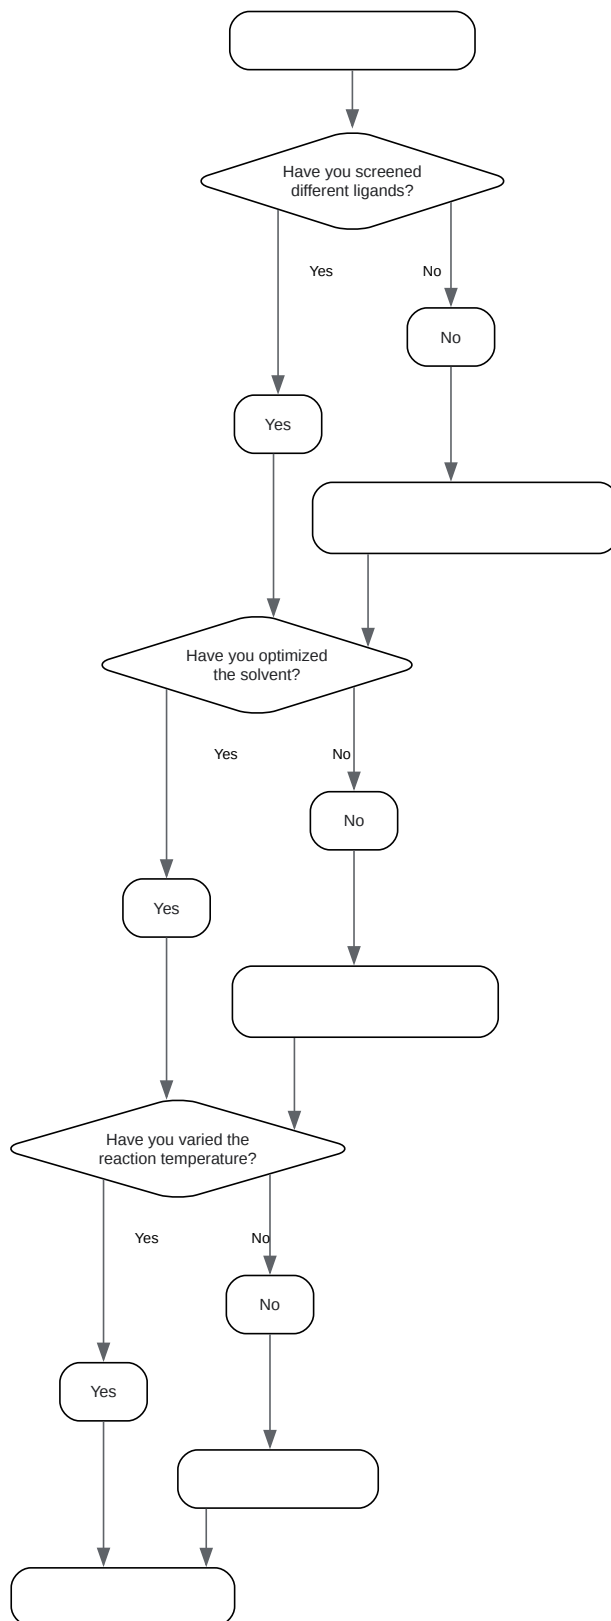 Have you screened
different ligands?
Yes
No
No
Yes
Have you optimized
the solvent?
Yes
No
No
Yes
Have you varied the
reaction temperature?
Yes
No
No
Yes